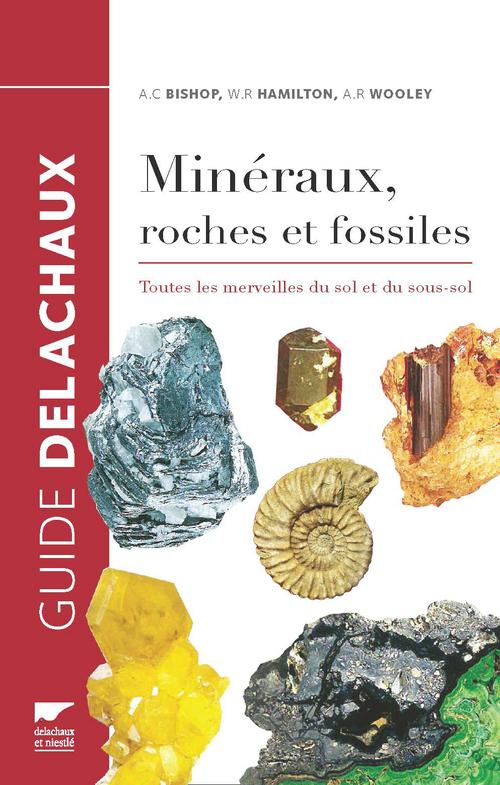 A.C BISHOP, W.R HAMILTON, A.R WOOLEY
Minéraux,
roches et fossiles
Toutes les merveilles du sol et du sous-sol
GUIDE DELACHAUX
delachaux
et niestlé